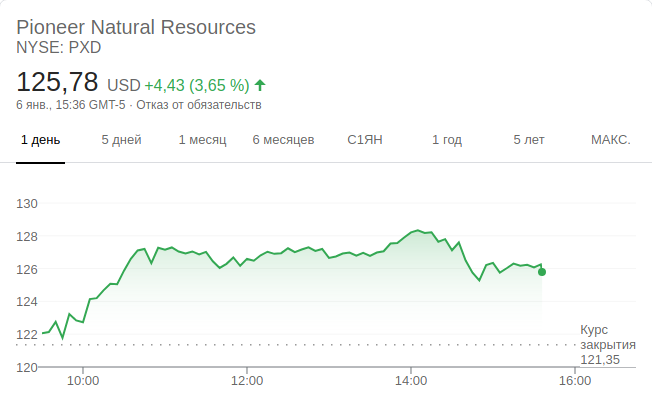 Pioneer Natural Resources
NYSE: PXD
125,78 USD +4,43 (3,65 %)
6 янв., 15:36 GMT-5 · Отказ от обязательств
1 день 5 дней 1 месяц 6 месяцев С1ЯН 1 год 5 лет МАКС.
130
128
126
124
122
120
Курс
закрытия
121,35
10:00 12:00 14:00 16:00